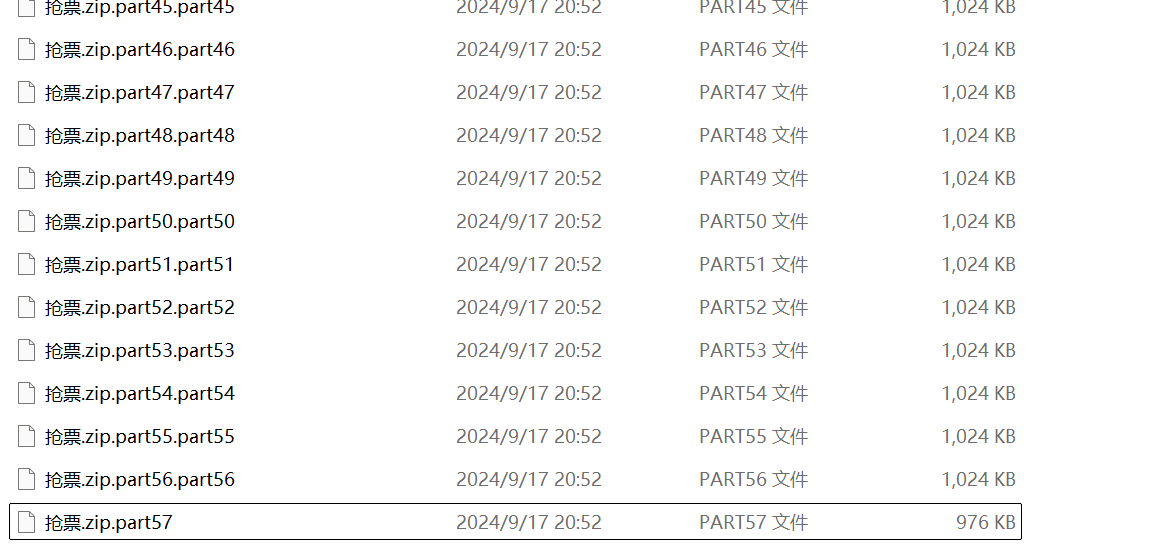 抢票.zip.part45.part45 2024/9/17 20:52 PART45 文件 1,024 KB
抢票.zip.part46.part46 2024/9/17 20:52 PART46 文件 1,024 KB
抢票.zip.part47.part47 2024/9/17 20:52 PART47 文件 1,024 KB
抢票.zip.part48.part48 2024/9/17 20:52 PART48 文件 1,024 KB
抢票.zip.part49.part49 2024/9/17 20:52 PART49 文件 1,024 KB
抢票.zip.part50.part50 2024/9/17 20:52 PART50 文件 1,024 KB
抢票.zip.part51.part51 2024/9/17 20:52 PART51 文件 1,024 KB
抢票.zip.part52.part52 2024/9/17 20:52 PART52 文件 1,024 KB
抢票.zip.part53.part53 2024/9/17 20:52 PART53 文件 1,024 KB
抢票.zip.part54.part54 2024/9/17 20:52 PART54 文件 1,024 KB
抢票.zip.part55.part55 2024/9/17 20:52 PART55 文件 1,024 KB
抢票.zip.part56.part56 2024/9/17 20:52 PART56 文件 1,024 KB
抢票.zip.part57 2024/9/17 20:52 PART57 文件 976 KB